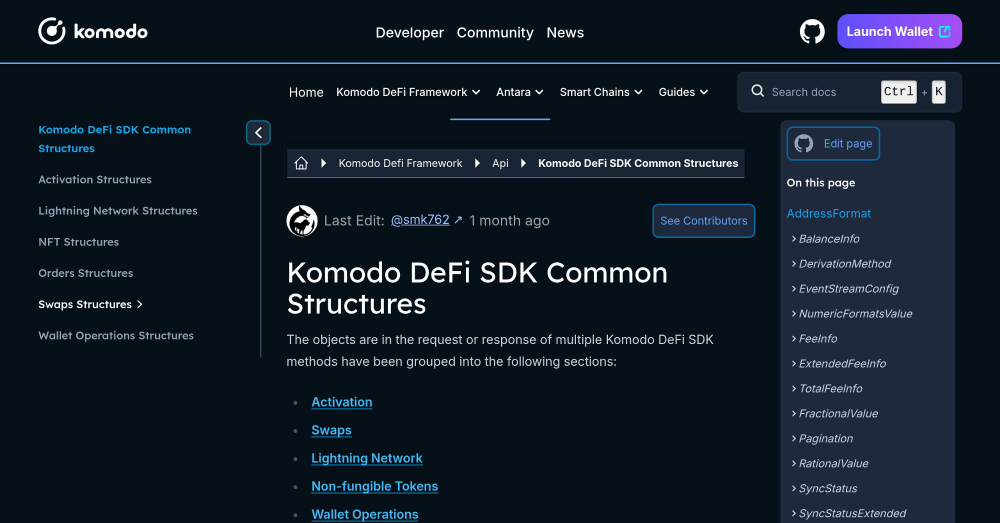 komodo
Developer Community News
Launch Wallet
Home Komodo DeFi Framework Antara Smart Chains Guides
Search docs Ctrl + K
Komodo DeFi SDK Common
Structures
Activation Structures
Lightning Network Structures
NFT Structures
Orders Structures
Swaps Structures
Wallet Operations Structures
Komodo Defi Framework Api Komodo DeFi SDK Common Structures
Last Edit: @smk762 ↗ 1 month ago
See Contributors
Komodo DeFi SDK Common
Structures
The objects are in the request or response of multiple Komodo DeFi SDK
methods have been grouped into the following sections:
• Activation
• Swaps
• Lightning Network
• Non-fungible Tokens
• Wallet Operations
Edit page
On this page
AddressFormat
BalanceInfo
DerivationMethod
EventStreamConfig
NumericFormatsValue
FeeInfo
ExtendedFeeInfo
TotalFeeInfo
FractionalValue
Pagination
RationalValue
SyncStatus
SyncStatusExtended